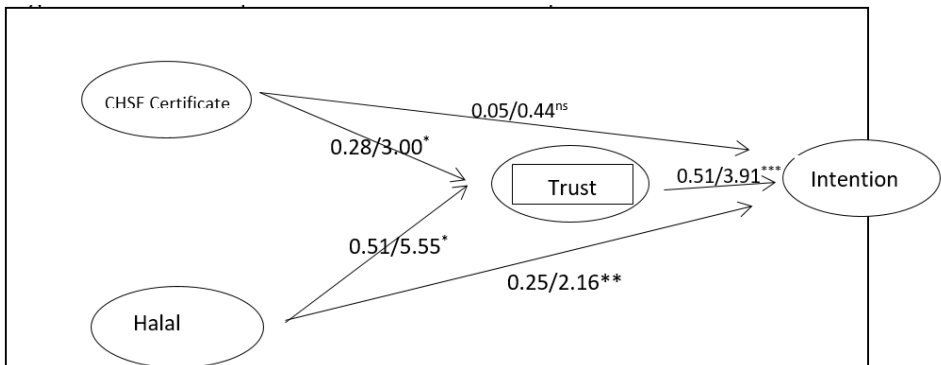 CHSE Certificate
0.05/0.44ns
0.28/3.00*
Trust
0.51/3.91***
Intention
0.51/5.55*
0.25/2.16**
Halal